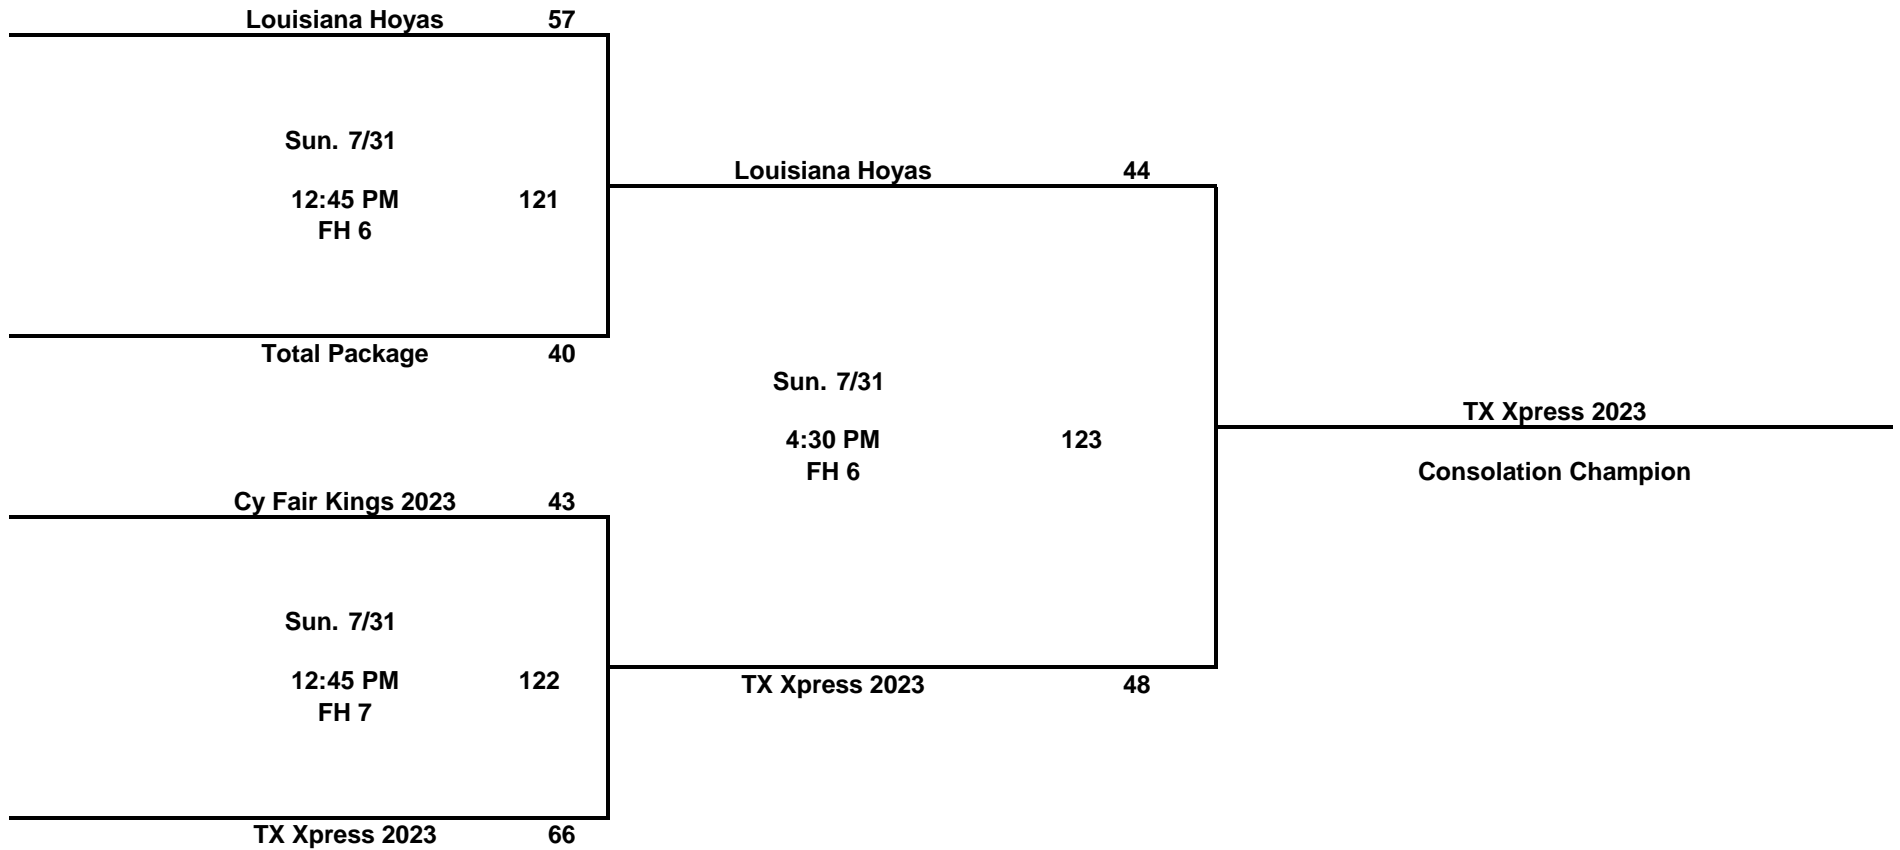 Louisiana Hoyas 57
Sun. 7/31
12:45 PM 121
FH 6
Total Package 40
Cy Fair Kings 2023 43
Sun. 7/31
12:45 PM 122
FH 7
TX Xpress 2023 66
Louisiana Hoyas 44
Sun. 7/31
4:30 PM 123
FH 6
TX Xpress 2023 48
TX Xpress 2023
Consolation Champion